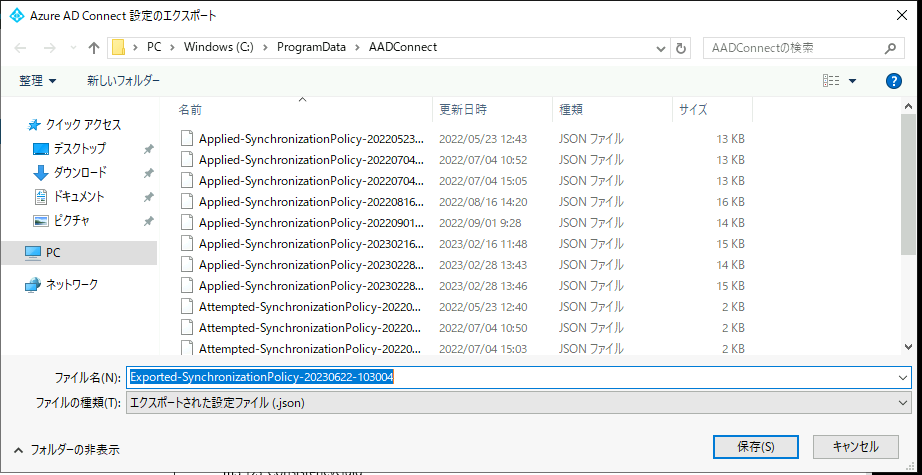 Azure AD Connect 設定のエクスポート
PC > Windows (C:) > ProgramData > AADConnect
AADConnectの検索
整理 新しいフォルダー
クイック アクセス
デスクトップ
ダウンロード
ドキュメント
ピクチャ
PC
ネットワーク
名前 更新日時 種類 サイズ
Applied-SynchronizationPolicy-20220523... 2022/05/23 12:43 JSON ファイル 13 KB
Applied-SynchronizationPolicy-20220704... 2022/07/04 10:52 JSON ファイル 13 KB
Applied-SynchronizationPolicy-20220704... 2022/07/04 15:05 JSON ファイル 13 KB
Applied-SynchronizationPolicy-20220816... 2022/08/16 14:20 JSON ファイル 16 KB
Applied-SynchronizationPolicy-20220901... 2022/09/01 9:28 JSON ファイル 14 KB
Applied-SynchronizationPolicy-20230216... 2023/02/16 11:48 JSON ファイル 15 KB
Applied-SynchronizationPolicy-20230228... 2023/02/28 13:43 JSON ファイル 14 KB
Applied-SynchronizationPolicy-20230228... 2023/02/28 13:46 JSON ファイル 15 KB
Attempted-SynchronizationPolicy-20220... 2022/05/23 12:40 JSON ファイル 2 KB
Attempted-SynchronizationPolicy-20220... 2022/07/04 10:50 JSON ファイル 2 KB
Attempted-SynchronizationPolicy-20220... 2022/07/04 15:03 JSON ファイル 2 KB
ファイル名(N): Exported-SynchronizationPolicy-20230622-103004
ファイルの種類(T): エクスポートされた設定ファイル (.json)
フォルダーの非表示
保存(S) キャンセル